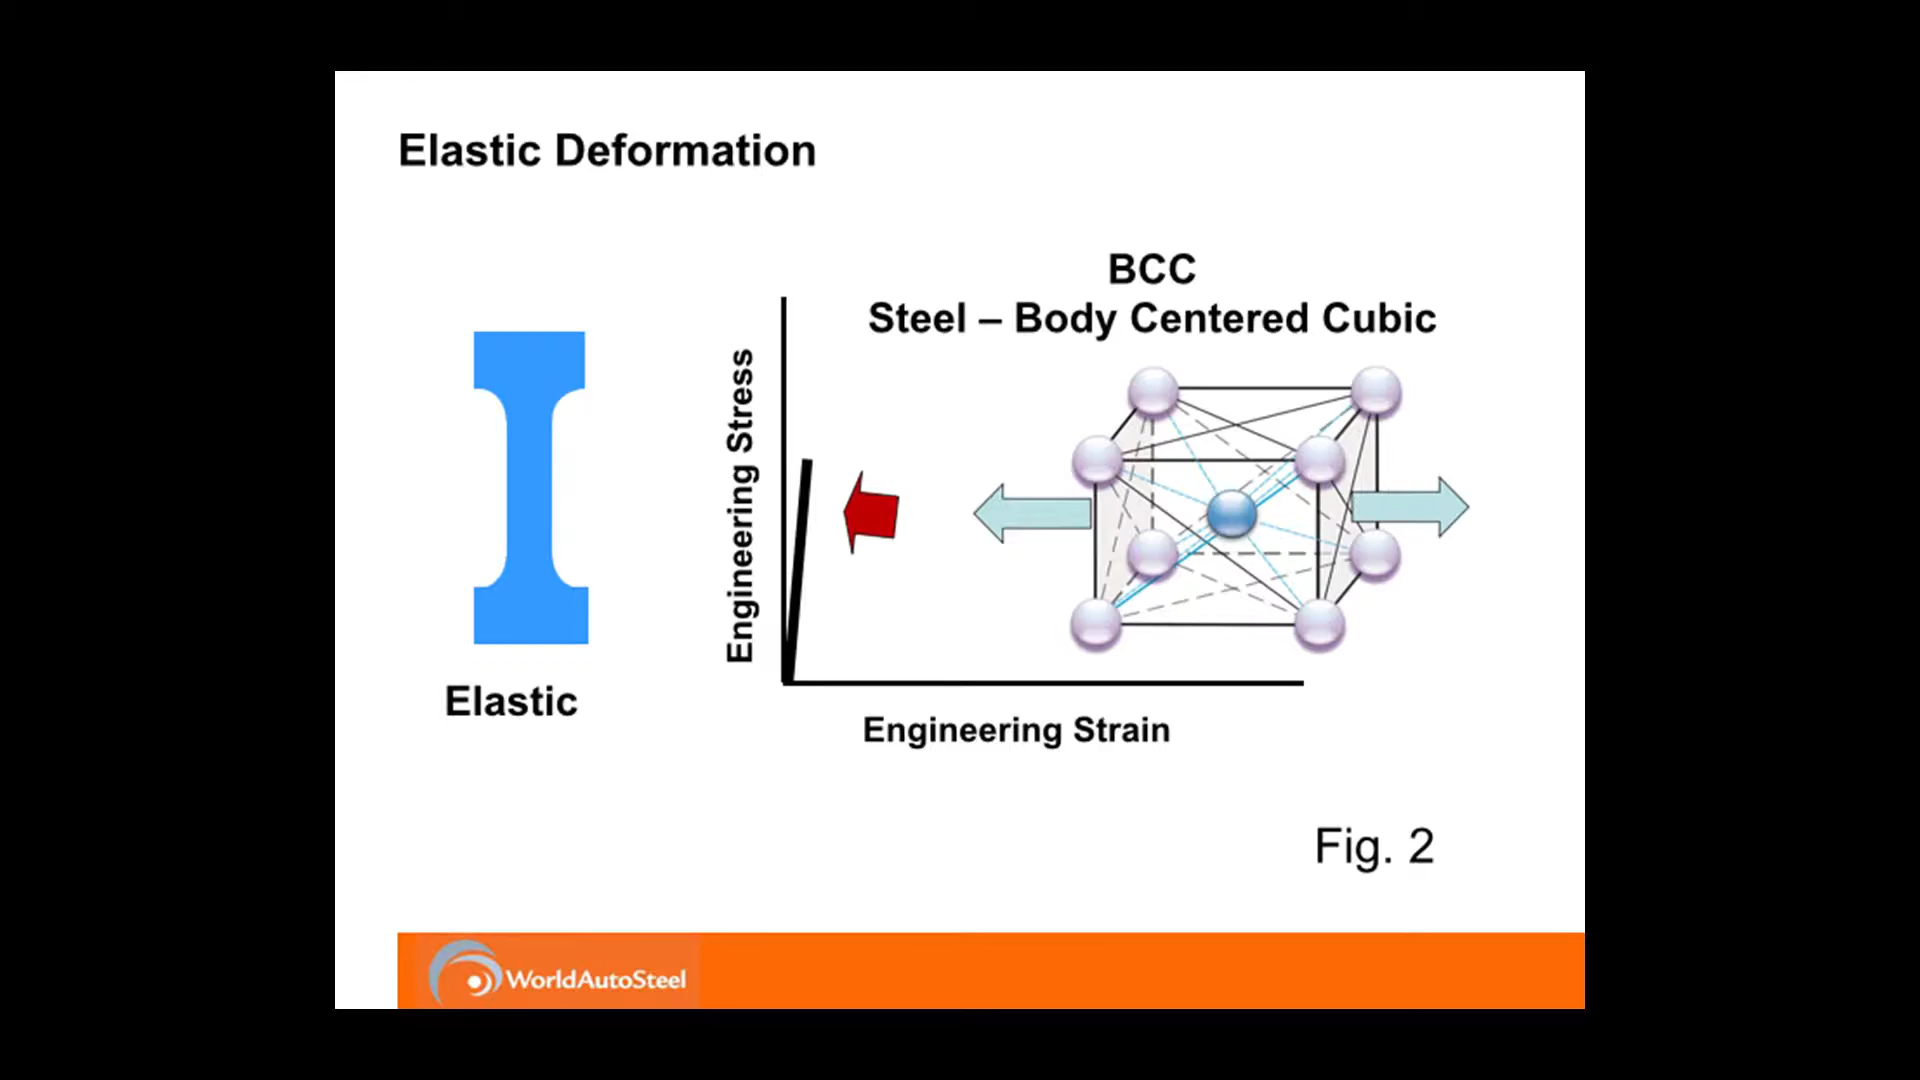 Elastic Deformation
BCC
Steel – Body Centered Cubic
Engineering Stress
Elastic
Engineering Strain
Fig. 2
WorldAutoSteel